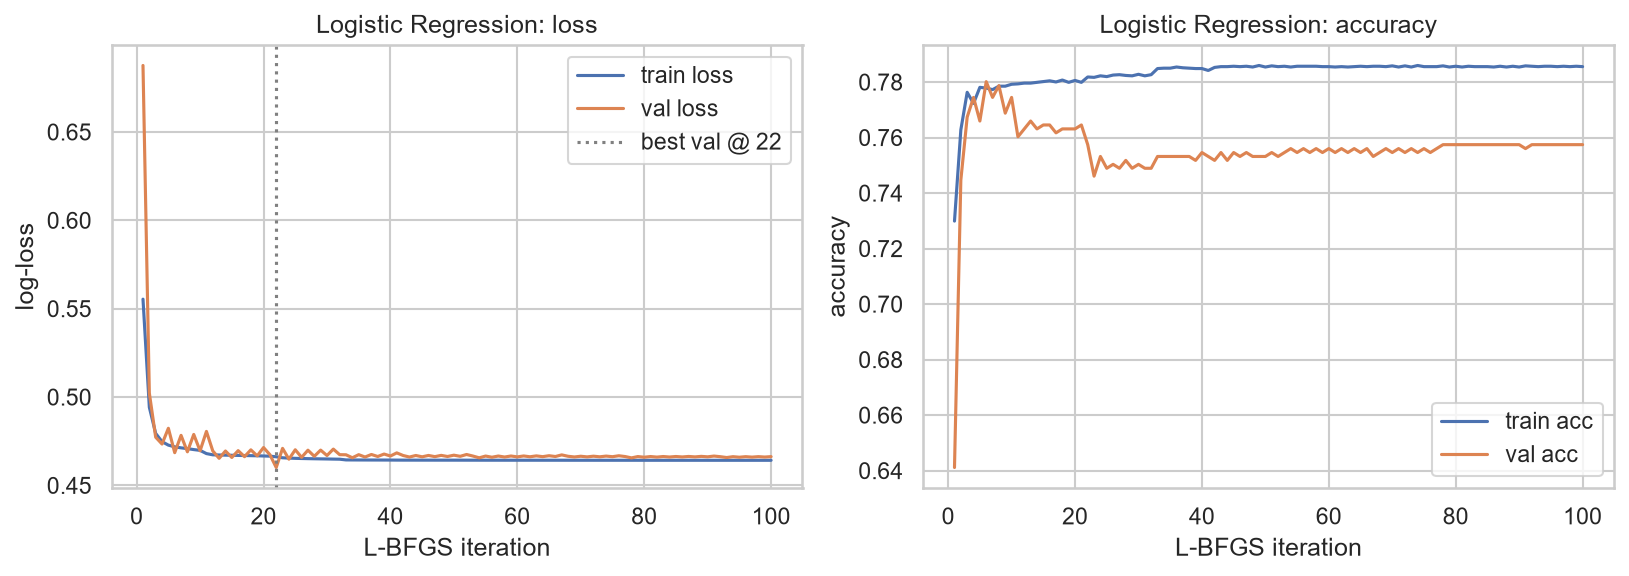 Logistic Regression: loss
train loss
val loss
best val @ 22
log-loss
0.65
0.60
0.55
0.50
0.45
0
20
40
60
80
100
L-BFGS iteration
Logistic Regression: accuracy
train acc
val acc
accuracy
0.78
0.76
0.74
0.72
0.70
0.68
0.66
0.64
0
20
40
60
80
100
L-BFGS iteration